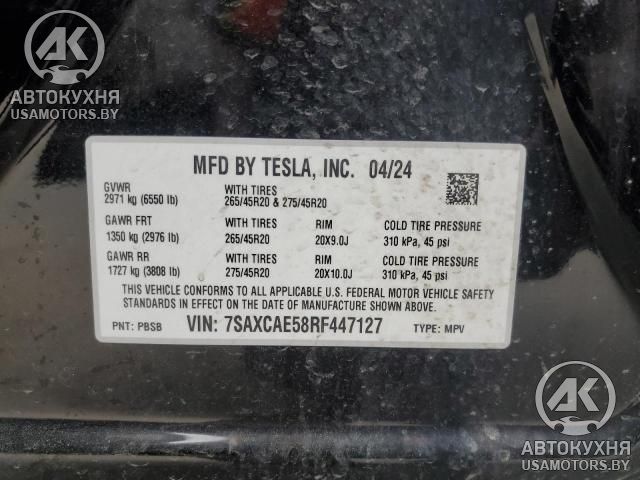 АК
АВТОКУХНЯ
USAMOTORS.BY
MFD BY TESLA, INC. 04/24
GVWR
2971 kg (6550 lb)
WITH TIRES
265/45R20 & 275/45R20
GAWR FRT
1350 kg (2976 lb)
WITH TIRES
265/45R20
RIM
20X9.0J
COLD TIRE PRESSURE
310 kPa, 45 psi
GAWR RR
1727 kg (3808 lb)
WITH TIRES
275/45R20
RIM
20X10.0J
COLD TIRE PRESSURE
310 kPa, 45 psi
THIS VEHICLE CONFORMS TO ALL APPLICABLE U.S. FEDERAL MOTOR VEHICLE SAFETY
STANDARDS IN EFFECT ON THE DATE OF MANUFACTURE SHOWN ABOVE.
PNT: PBSB VIN: 7SAXCAE58RF447127 TYPE: MPV
АК
АВТОКУХНЯ
USAMOTORS.BY